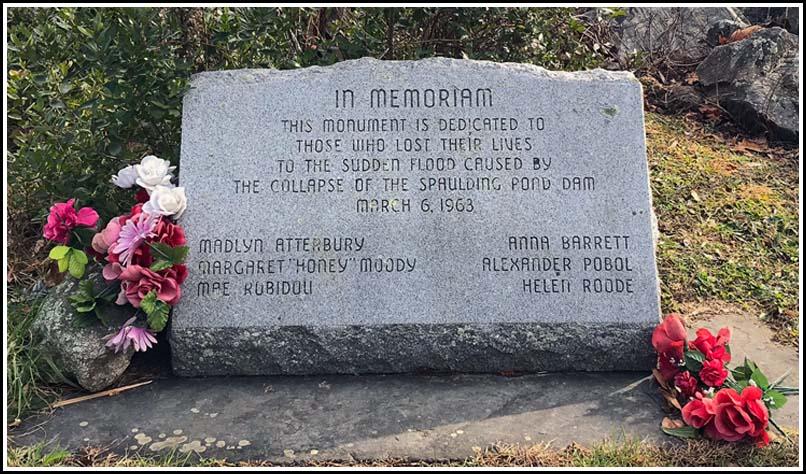 IN MEMORIAM
THIS MONUMENT IS DEDICATED TO
THOSE WHO LOST THEIR LIVES
TO THE SUDDEN FLOOD CAUSED BY
THE COLLAPSE OF THE SPAULDING POND DAM
MARCH 6, 1963
MADLYN ATTERBURY ANNA BARRETT
MARGARET "HONEY" MOODY ALEXANDER POBOL
MAE ROBIDOU HELEN ROODE